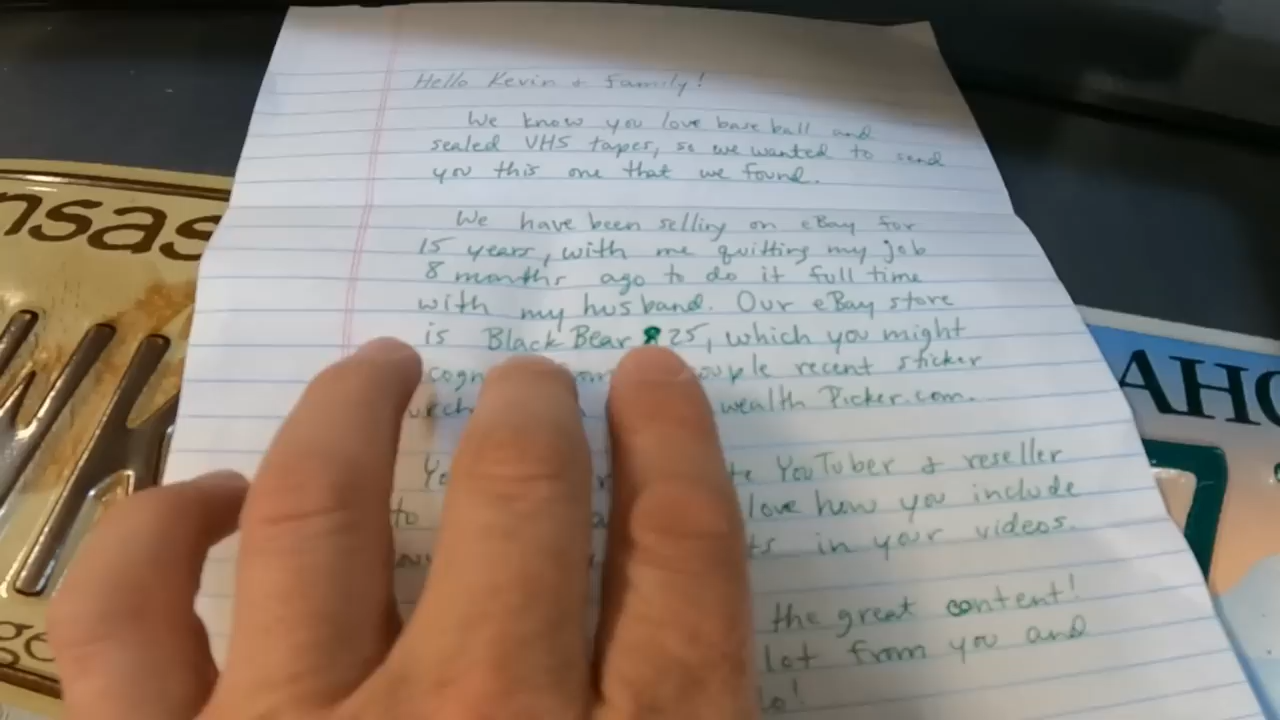 Hello Kevin & family!
We know you love baseball and
sealed VHS tapes, so we wanted to send
you this one that we found.
We have been selling on eBay for
15 years, with me quitting my job
8 months ago to do it full time
with my husband. Our eBay store
is Black Bear 825, which you might
couple recent sticker
wealth Picker.com.
YouTuber & reseller
to love how you include
in your videos.
the great content!
lot from you and
nsas
AHO